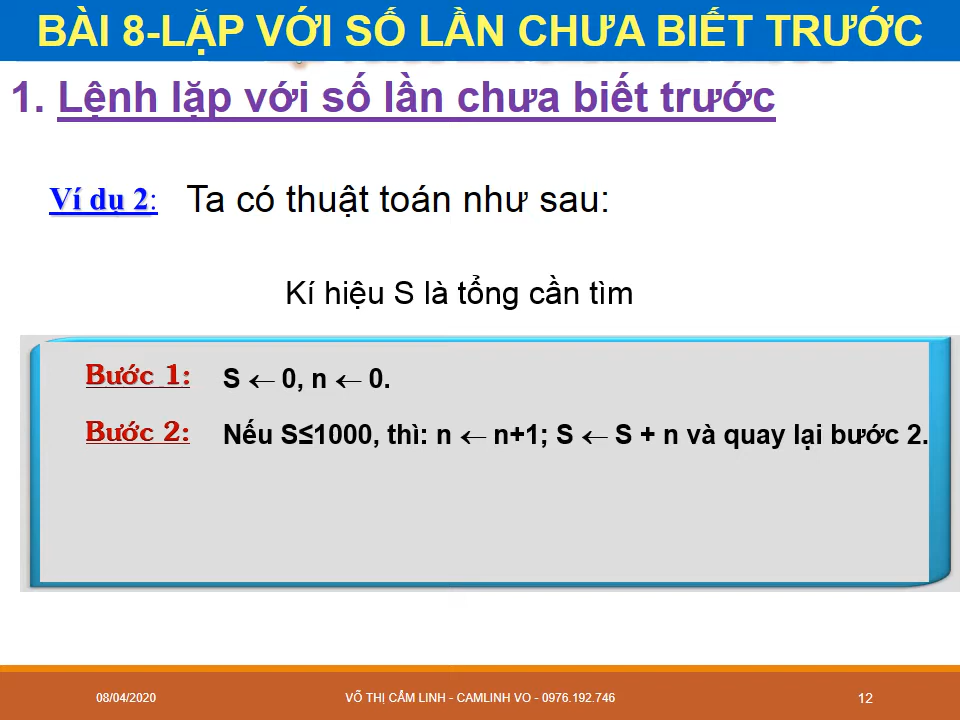 BÀI 8-LẶP VỚI SỐ LẦN CHƯA BIẾT TRƯỚC
1. Lệnh lặp với số lần chưa biết trước
Ví dụ 2: Ta có thuật toán như sau:
Kí hiệu S là tổng cần tìm
Bước 1: S ← 0, n ← 0.
Bước 2: Nếu S≤1000, thì: n ← n+1; S ← S + n và quay lại bước 2.
08/04/2020 VÕ THỊ CẨM LINH - CAMLINH VO - 0976.192.746 12